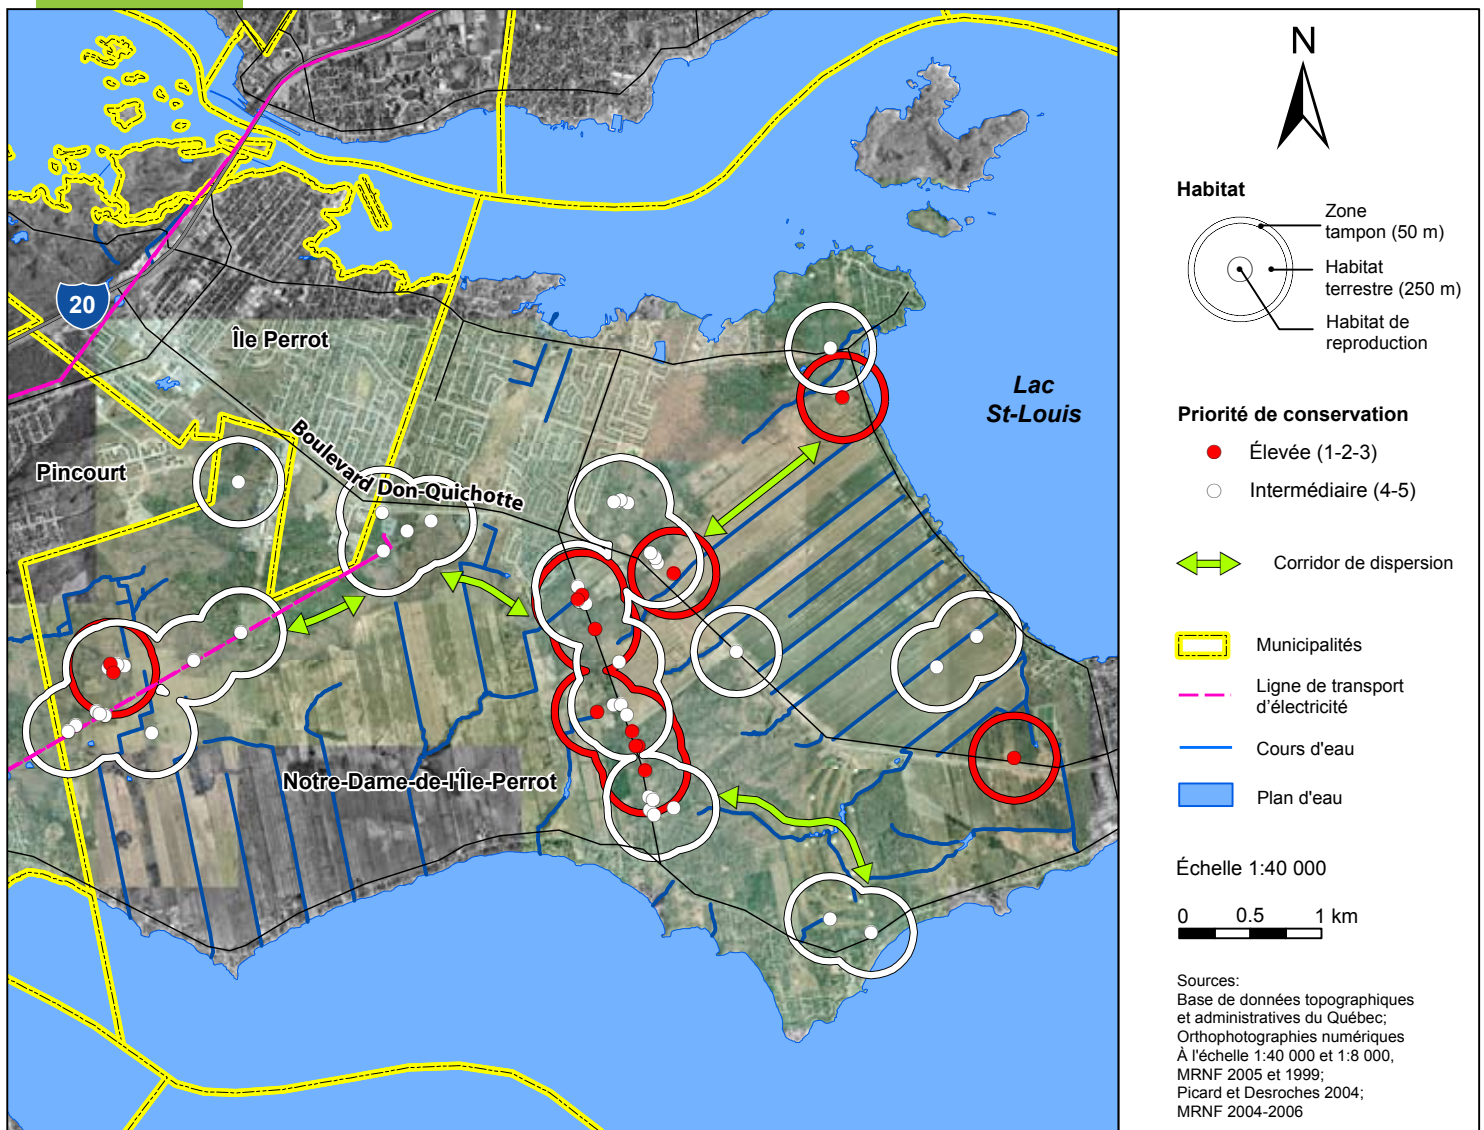 20
Île Perrot
Pincourt
Boulevard Don-Quichotte
Notre-Dame-de-l'Île-Perrot
Lac
St-Louis
N
Habitat
Zone
tampon (50 m)
Habitat
terrestre (250 m)
Habitat de
reproduction
Priorité de conservation
Élevée (1-2-3)
Intermédiaire (4-5)
Corridor de dispersion
Municipalités
Ligne de transport
d'électricité
Cours d'eau
Plan d'eau
Échelle 1:40 000
0 0.5 1 km
Sources:
Base de données topographiques
et administratives du Québec;
Orthophotographies numériques
À l'échelle 1:40 000 et 1:8 000,
MRNF 2005 et 1999;
Picard et Desroches 2004;
MRNF 2004-2006